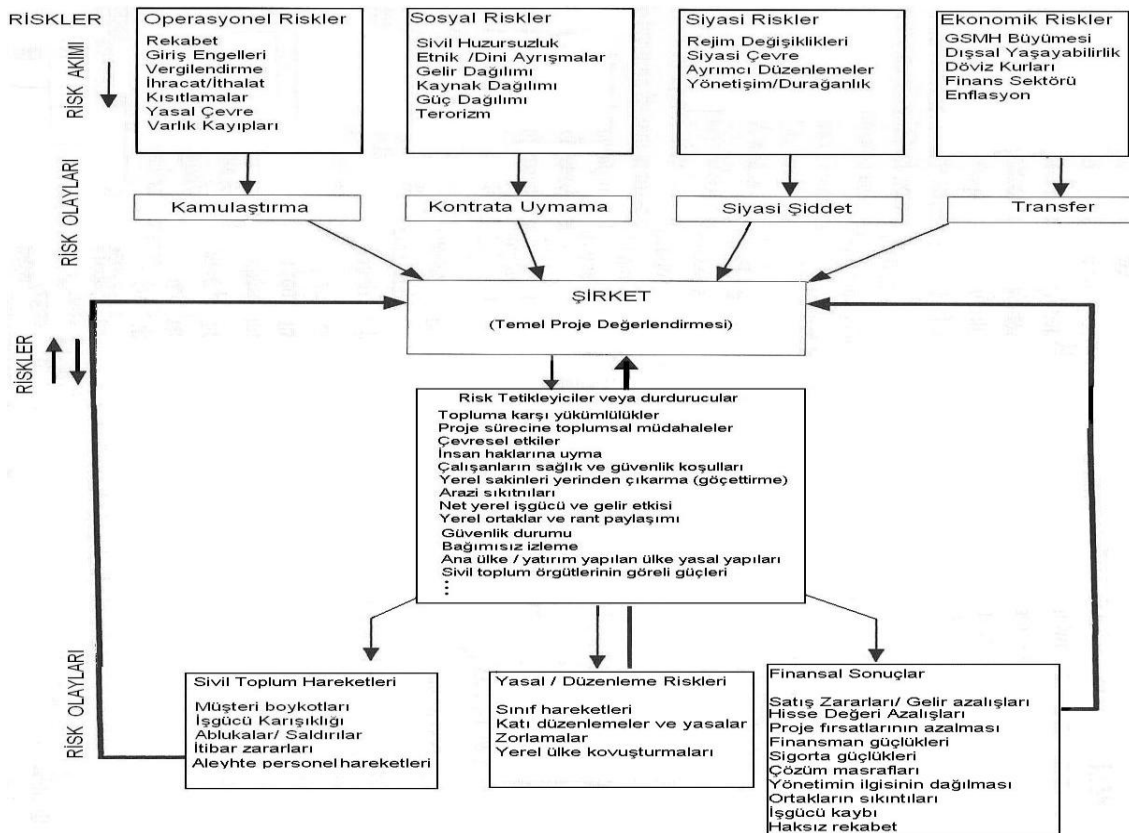 RİSKLER
RİSK AKIMI
Operasyonel Riskler
Rekabet
Giriş Engelleri
Vergilendirme
İhracat/İthalat
Kısıtlamalar
Yasal Çevre
Varlık Kayıpları
Sosyal Riskler
Sivil Huzursuzluk
Etnik /Dini Ayrışmalar
Gelir Dağılımı
Kaynak Dağılımı
Güç Dağılımı
Terorizm
Siyasi Riskler
Rejim Değişiklikleri
Siyasi Çevre
Ayrımcı Düzenlemeler
Yönetişim/Durağanlık
Ekonomik Riskler
GSMH Büyümesi
Dışsal Yaşayabilirlik
Döviz Kurları
Finans Sektörü
Enflasyon
RİSK OLAYLARI
Kamulaştırma
Kontrata Uymama
Siyasi Şiddet
Transfer
ŞİRKET
(Temel Proje Değerlendirmesi)
RİSKLER
Risk Tetikleyiciler veya durdurucular
Topluma karşı yükümlülükler
Proje sürecine toplumsal müdahaleler
Çevresel etkiler
İnsan haklarına uyma
Çalışanların sağlık ve güvenlik koşulları
Yerel sakinleri yerinden çıkarma (göçettirme)
Arazi sıkıtnıları
Net yerel işgücü ve gelir etkisi
Yerel ortaklar ve rant paylaşımı
Güvenlik durumu
Bağımısız izleme
Ana ülke / yatırım yapılan ülke yasal yapıları
Sivil toplum örgütlerinin göreli güçleri
⋮
RİSK OLAYLARI
Sivil Toplum Hareketleri
Müşteri boykotları
İşgücü Karışıklığı
Ablukalar/ Saldırılar
İtibar zararları
Aleyhte personel hareketleri
Yasal / Düzenleme Riskleri
Sınıf hareketleri
Katı düzenlemeler ve yasalar
Zorlamalar
Yerel ülke kovuşturmaları
Finansal Sonuçlar
Satış Zararları/ Gelir azalışları
Hisse Değeri Azalışları
Proje fırsatlarının azalması
Finansman güçlükleri
Sigorta güçlükleri
Çözüm masrafları
Yönetimin ilgisinin dağılması
Ortakların sıkıntıları
İşgücü kaybı
Haksız rekabet